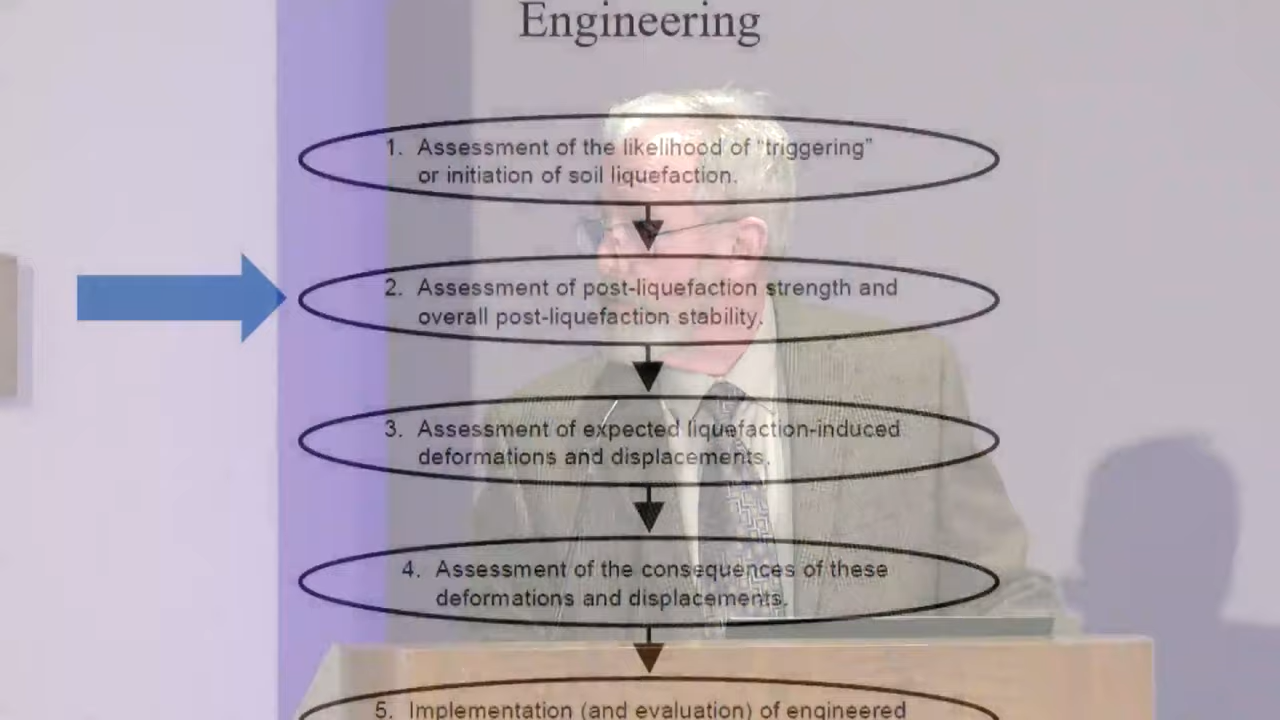 Engineering
1. Assessment of the likelihood of "triggering"
or initiation of soil liquefaction.
2. Assessment of post-liquefaction strength and
overall post-liquefaction stability.
3. Assessment of expected liquefaction-induced
deformations and displacements.
4. Assessment of the consequences of these
deformations and displacements.
5. Implementation (and evaluation) of engineered